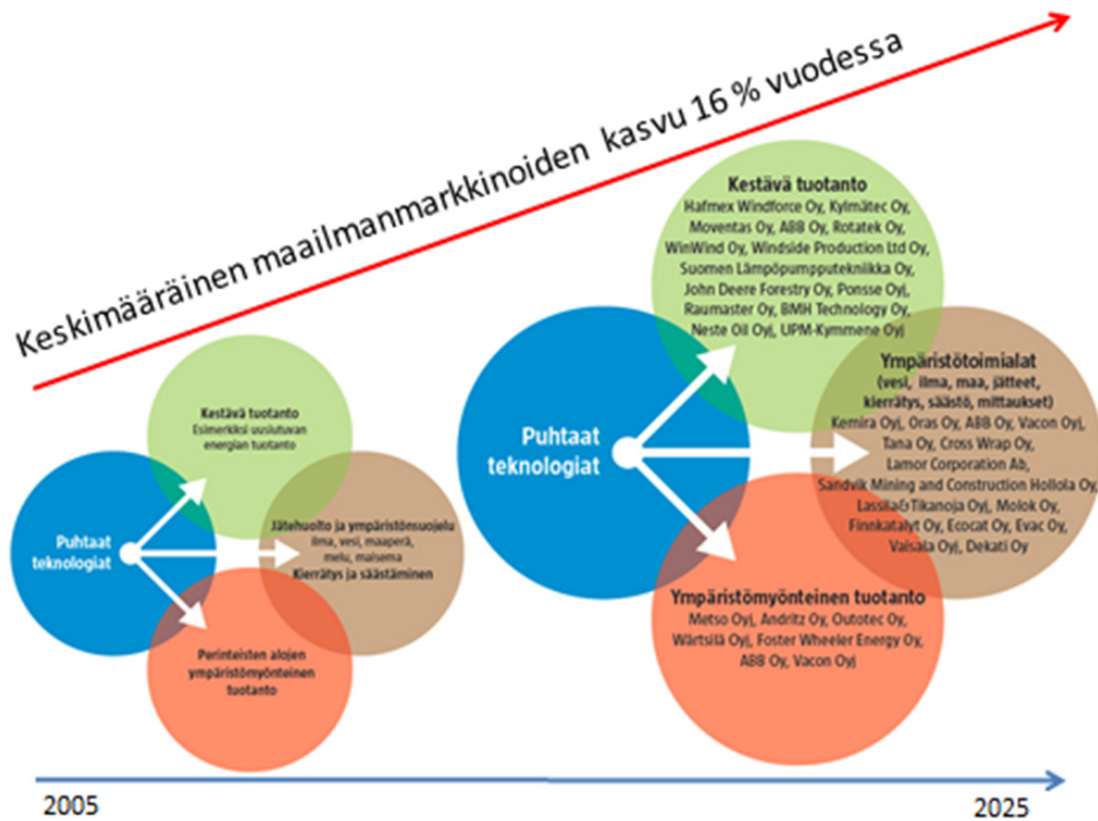 Keskimääräinen maailmanmarkkinoiden kasvu 16 % vuodessa
Kestävä tuotanto
Esimerkiksi uusiutuvan
energian tuotanto
Puhtaat
teknologiat
Jätehuolto ja ympäristönsuojelu
ilma, vesi, maaperä,
melu, maisema
Kierrätys ja säästäminen
Perinteisten alojen
ympäristömyönteinen
tuotanto
Kestävä tuotanto
Hafmex Windforce Oy, Kylmätec Oy,
Moventas Oy, ABB Oy, Rotatek Oy,
WinWind Oy, Windside Production Ltd Oy,
Suomen Lämpöpumpputekniikka Oy,
John Deere Forestry Oy, Ponsse Oyj,
Raumaster Oy, BMH Technology Oy,
Neste Oil Oyj, UPM-Kymmene Oyj
Puhtaat
teknologiat
Ympäristötoimialat
(vesi, ilma, maa, jätteet,
kierrätys, säästö, mittaukset)
Kemira Oyj, Oras Oy, ABB Oy, Vacon Oyj,
Tana Oy, Cross Wrap Oy,
Lamor Corporation Ab,
Sandvik Mining and Construction Hollola Oy,
Lassila&Tikanoja Oyj, Molok Oy,
Finnkatalyt Oy, Ecocat Oy, Evac Oy,
Vaisala Oyj, Dekati Oy
Ympäristömyönteinen tuotanto
Metso Oyj, Andritz Oy, Outotec Oy,
Wärtsilä Oyj, Foster Wheeler Energy Oy,
ABB Oy, Vacon Oyj
2005
2025